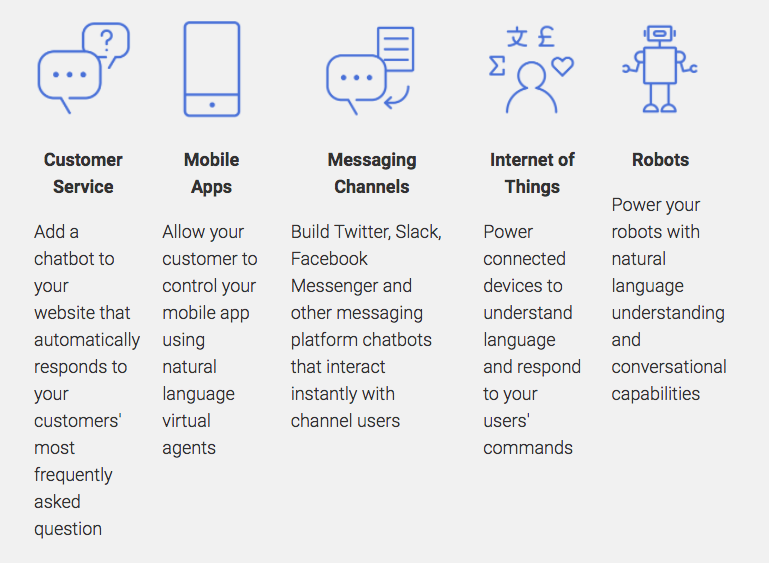 ?
文 £
Σ
Customer
Service
Add a
chatbot to
your
website that
automatically
responds to
your
customers'
most
frequently
asked
question
Mobile
Apps
Allow your
customer to
control your
mobile app
using
natural
language
virtual
agents
Messaging
Channels
Build Twitter, Slack,
Facebook
Messenger and
other messaging
platform chatbots
that interact
instantly with
channel users
Internet of
Things
Power
connected
devices to
understand
language
and respond
to your
users'
commands
Robots
Power your
robots with
natural
language
understanding
and
conversational
capabilities